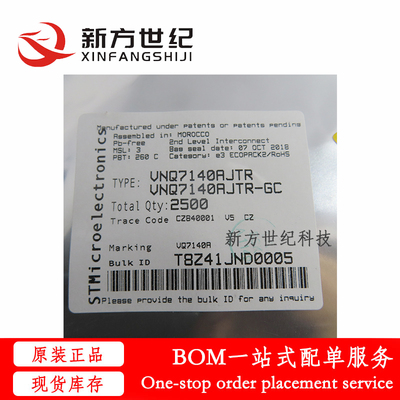 新方世纪
XINFANGSHIJI
Manufactured under patents or patents pending
Assembled in: MOROCCO
Pb-free 2nd Level Interconnect
MSL: 3 Bag seal date: 07 OCT 2018
PBT: 260 C Category: e3 ECOPACK2/RoHS
STMicroelectronics
TYPE: VNQ7140AJTR
VNQ7140AJTR-GC
Total Qty: 2500
Trace Code CZ840001 V5 CZ
新方世纪科技
Marking VQ7140A
Bulk ID T8Z41JND0005
Please provide the bulk ID for any inquiry
原装正品
现货库存
BOM一站式配单服务
One-stop order placement service